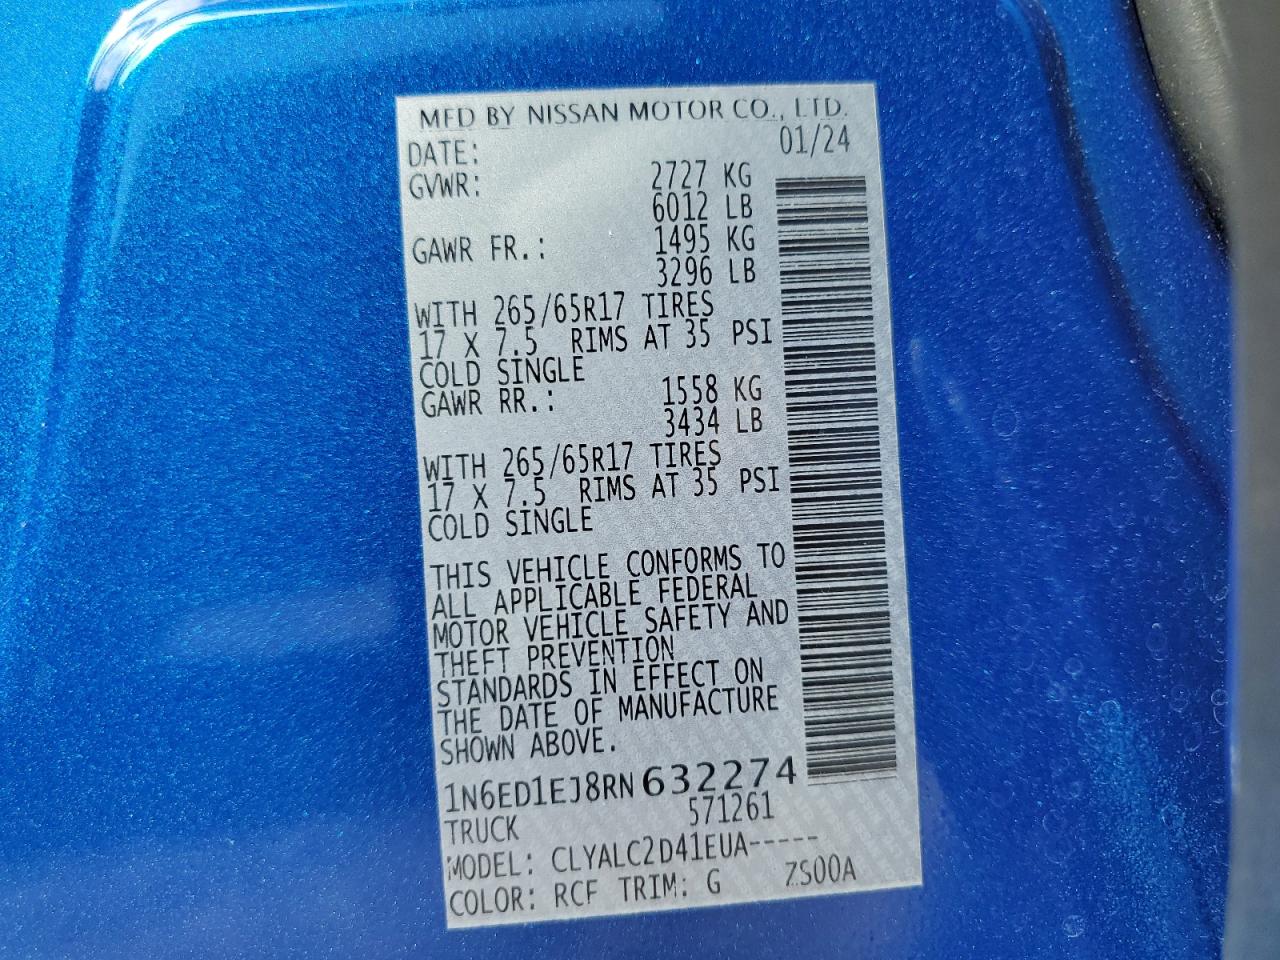 MFD BY NISSAN MOTOR CO., LTD.
DATE: 01/24
GVWR: 2727 KG
6012 LB
GAWR FR.: 1495 KG
3296 LB
WITH 265/65R17 TIRES
17 X 7.5 RIMS AT 35 PSI
COLD SINGLE
GAWR RR.: 1558 KG
3434 LB
WITH 265/65R17 TIRES
17 X 7.5 RIMS AT 35 PSI
COLD SINGLE
THIS VEHICLE CONFORMS TO
ALL APPLICABLE FEDERAL
MOTOR VEHICLE SAFETY AND
THEFT PREVENTION
STANDARDS IN EFFECT ON
THE DATE OF MANUFACTURE
SHOWN ABOVE.
1N6ED1EJ8RN632274
TRUCK 571261
MODEL: CLYALC2D41EUA-----
COLOR: RCF TRIM: G ZS00A